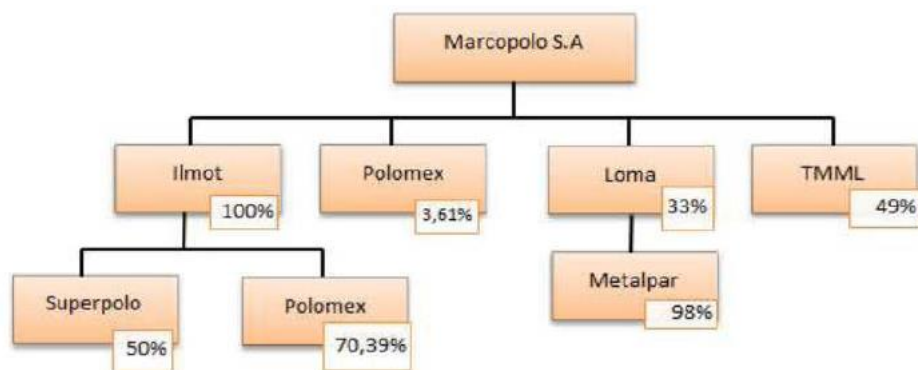 Marcopolo S.A
Ilmot
100%
Polomex
3,61%
Loma
33%
TMML
49%
Superpolo
50%
Polomex
70,39%
Metalpar
98%